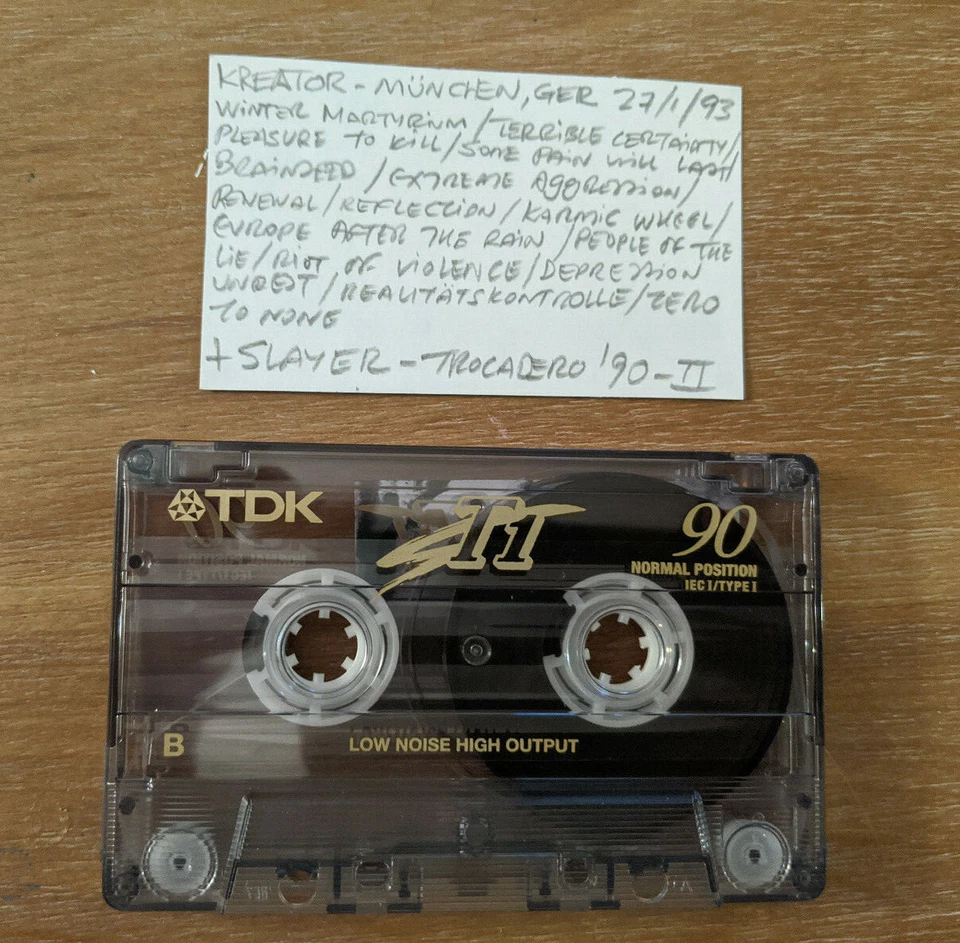 KREATOR - MÜNCHEN, GER 27/1/93
WINTER MARTYRIUM / TERRIBLE CERTAINTY /
PLEASURE TO KILL / SOME PAIN WILL LAST /
BRAINSEED / EXTREME AGGRESSION /
RENEWAL / REFLECTION / KARMIC WHEEL /
EUROPE AFTER THE RAIN / PEOPLE OF THE
LIE / RIOT OF VIOLENCE / DEPRESSION
UNREST / REALITÄTSKONTROLLE / ZERO
TO NONE
+ SLAYER - TROCADERO '90 - II
TDK
90
NORMAL POSITION
IEC I/TYPE I
B
LOW NOISE HIGH OUTPUT